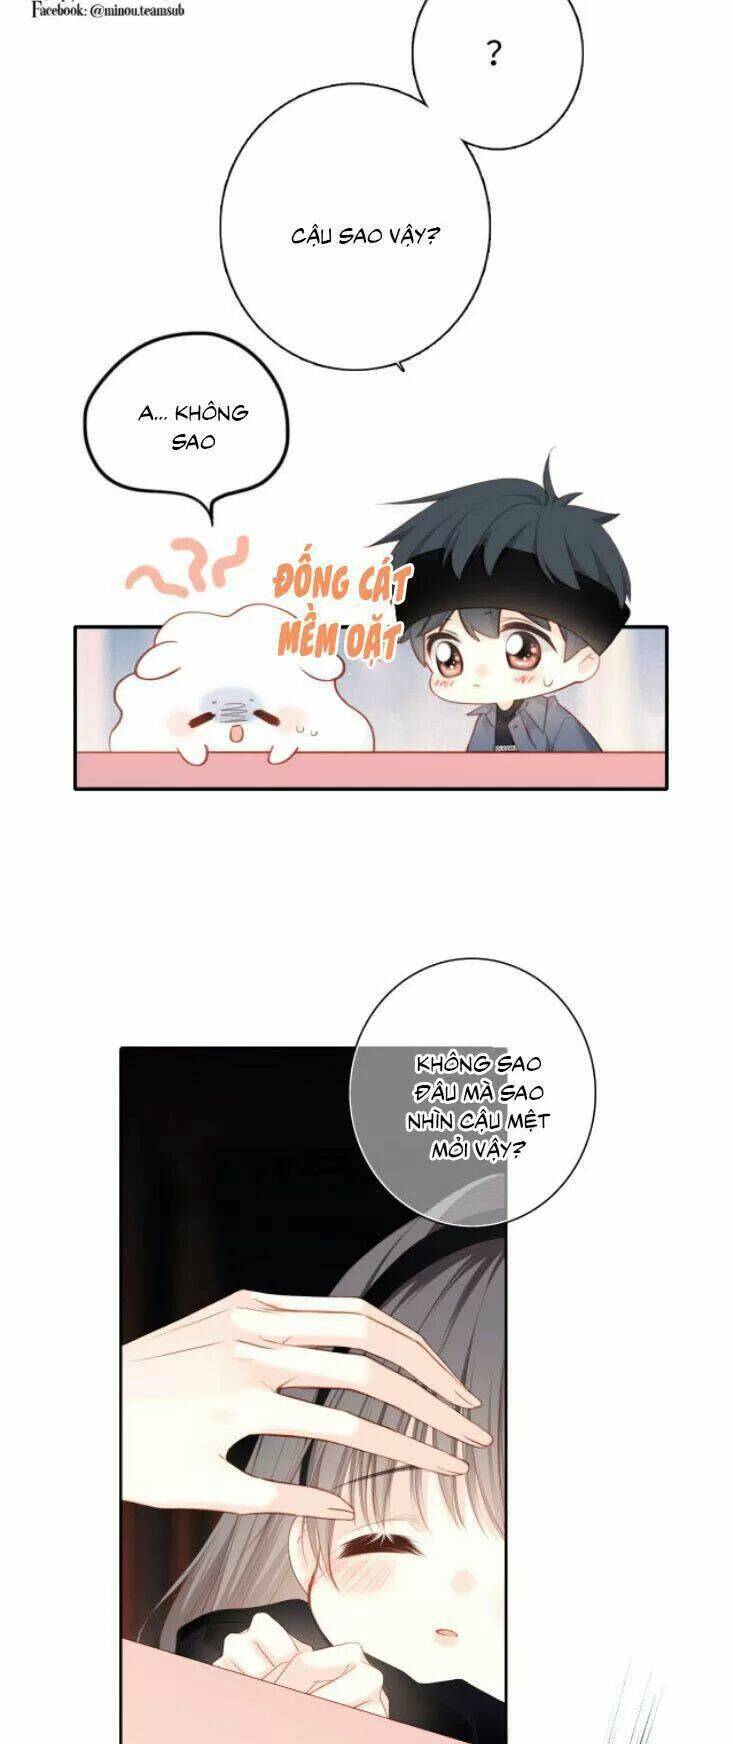 Facebook: @minou.teamsub
?
CẬU SAO VẬY?
A... KHÔNG
SAO
ĐỐNG CÁT
MỀM OẶT
KHÔNG SAO
ĐÂU MÀ SAO
NHÌN CẬU MỆT
MỎI VẬY?